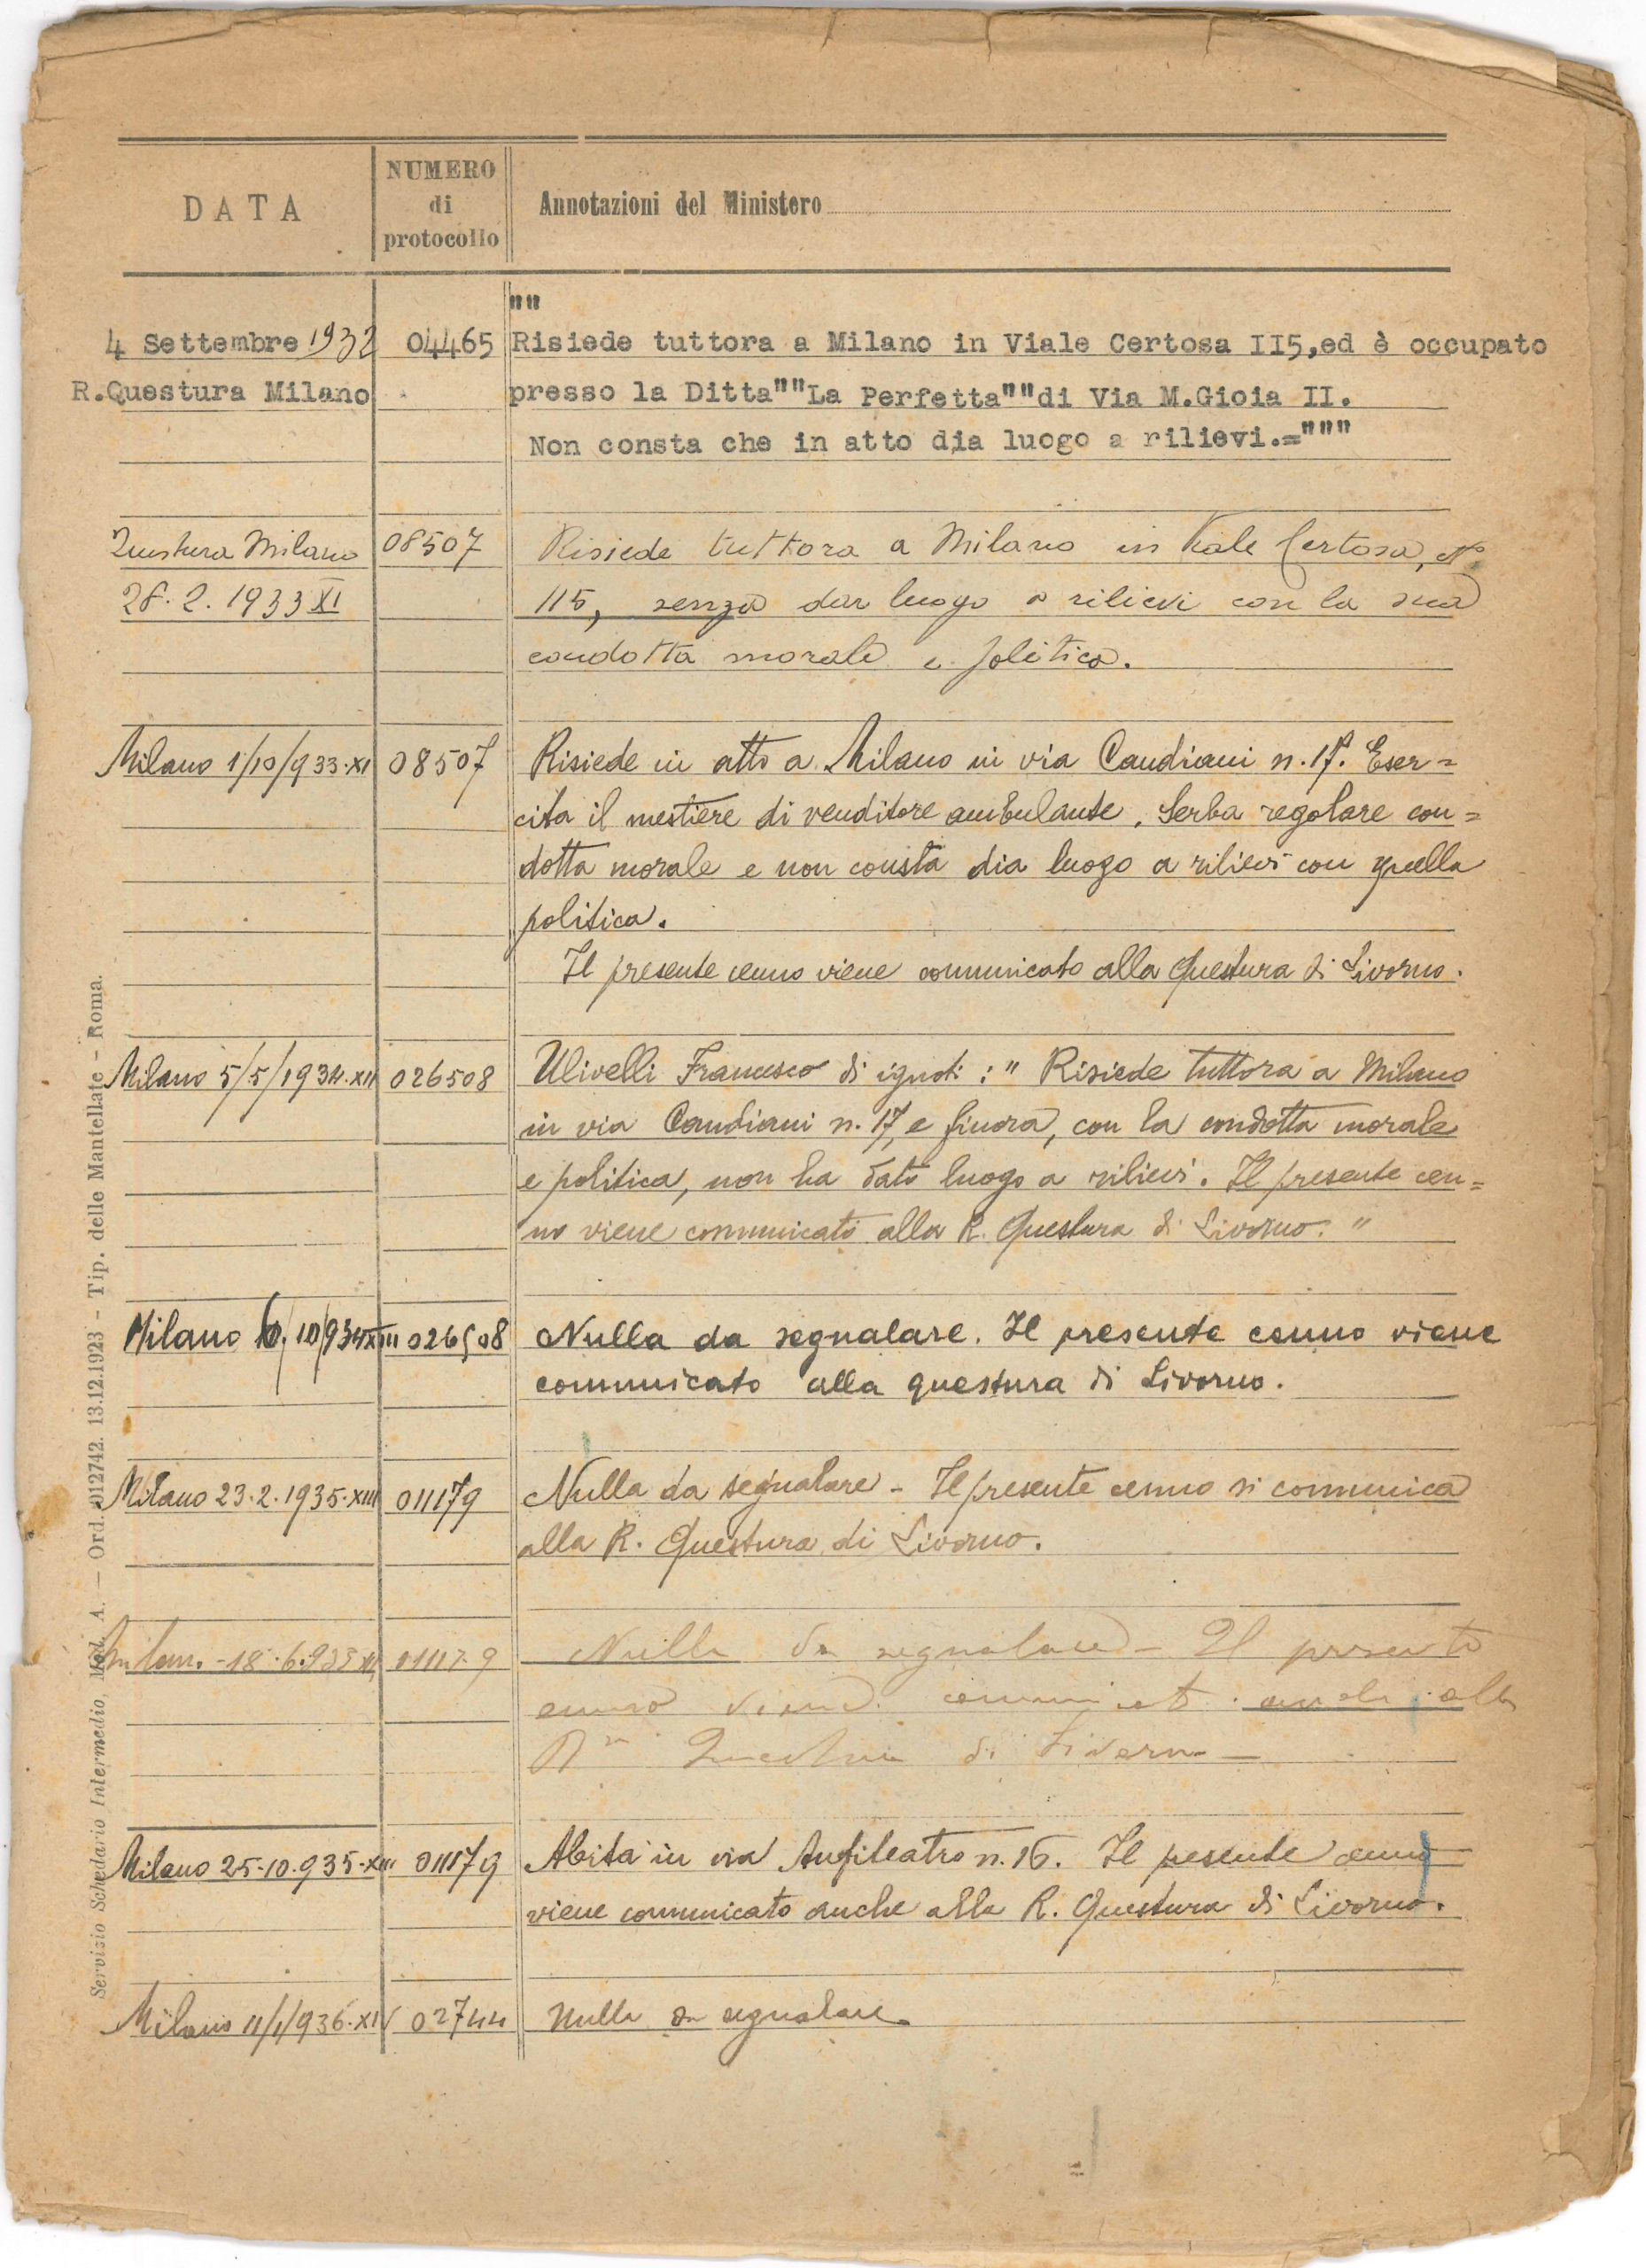 DATA
NUMERO
di
protocollo
Annotazioni del Ministero
""
4 Settembre 1932 04465 Risiede tuttora a Milano in Viale Certosa II5,ed è occupato
R.Questura Milano presso la Ditta""La Perfetta""di Via M.Gioia II.
Non consta che in atto dia luogo a rilievi.="""
Questura Milano 08507 Risiede tuttora a Milano in Viale Certosa, N°
28.2.1933 XI 115, senza dar luogo a rilievi con la sua
condotta morale e politica.
Milano 1/10/933·XI 08507 Risiede in atto a Milano in via Candiani n. 17. Eser=
cita il mestiere di venditore ambulante. Serba regolare con=
dotta morale e non consta dia luogo a rilievi con quella
politica.
Il presente cenno viene comunicato alla Questura di Livorno.
Milano 5/5/1934·XII 026508 Ulivelli Francesco di ignoti: " Risiede tuttora a Milano
in via Candiani n. 17, e finora, con la condotta morale
e politica, non ha dato luogo a rilievi. Il presente cen=
no viene comunicato alla R. Questura di Livorno. "
Milano 6/10/934 XIII 026508 Nulla da segnalare. Il presente cenno viene
comunicato alla questura di Livorno.
Milano 23·2·1935·XIII 01179 Nulla da segnalare - Il presente cenno si comunica
alla R. Questura di Livorno.
Milano - 18·6·935 01117 9 Nulla da segnalare - Il presente
cenno viene comunicato anche alla
Rª Questura di Livorno -
Milano 25·10·935·XIII 01117 9 Abita in via Anfiteatro n. 16. Il pesente cenno
viene comunicato anche alla R. Questura di Livorno.
Milano 11/1/936·XIV 02744 Nulla da segnalare
Servizio Schedario Intermedio, Mod. A. — Ord. 012742. 13.12.1923 - Tip. delle Mantellate - Roma.